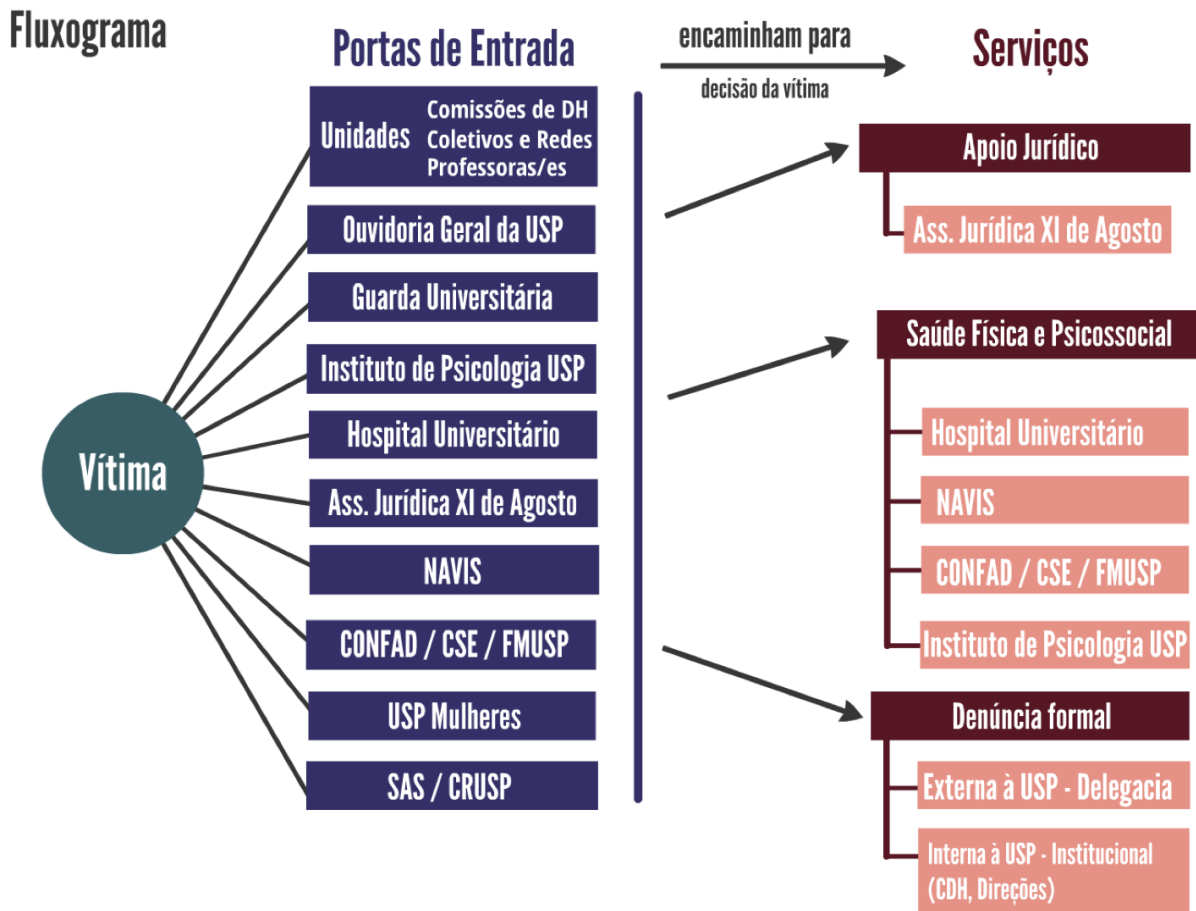 Fluxograma
Portas de Entrada
encaminham para
decisão da vítima
Serviços
Vítima
Unidades
Comissões de DH
Coletivos e Redes
Professoras/es
Ouvidoria Geral da USP
Guarda Universitária
Instituto de Psicologia USP
Hospital Universitário
Ass. Jurídica XI de Agosto
NAVIS
CONFAD / CSE / FMUSP
USP Mulheres
SAS / CRUSP
Apoio Jurídico
Ass. Jurídica XI de Agosto
Saúde Física e Psicossocial
Hospital Universitário
NAVIS
CONFAD / CSE / FMUSP
Instituto de Psicologia USP
Denúncia formal
Externa à USP - Delegacia
Interna à USP - Institucional
(CDH, Direções)